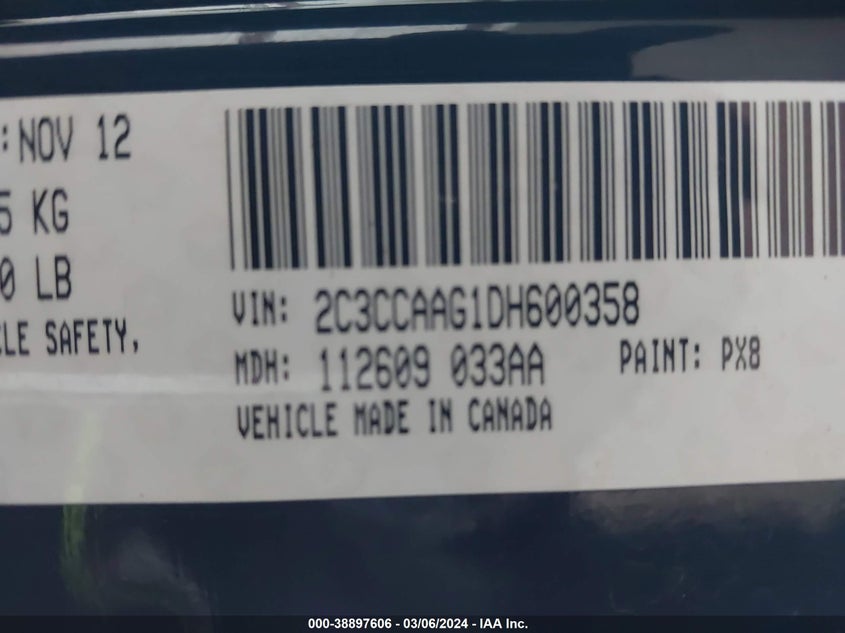 :NOV 12
5 KG
0 LB
CLE SAFETY,
VIN: 2C3CCAAG1DH600358
MDH: 112609 033AA PAINT: PX8
VEHICLE MADE IN CANADA
000-38897606 - 03/06/2024 - IAA Inc.